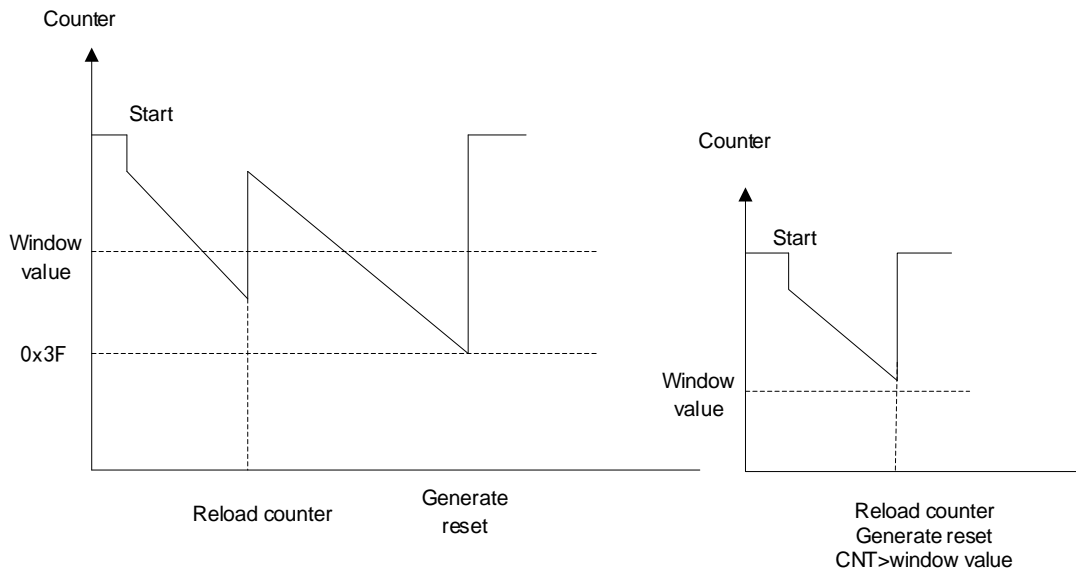 Counter
Start
Window
value
0x3F
Reload counter
Generate
reset
Counter
Start
Window
value
Reload counter
Generate reset
CNT>window value